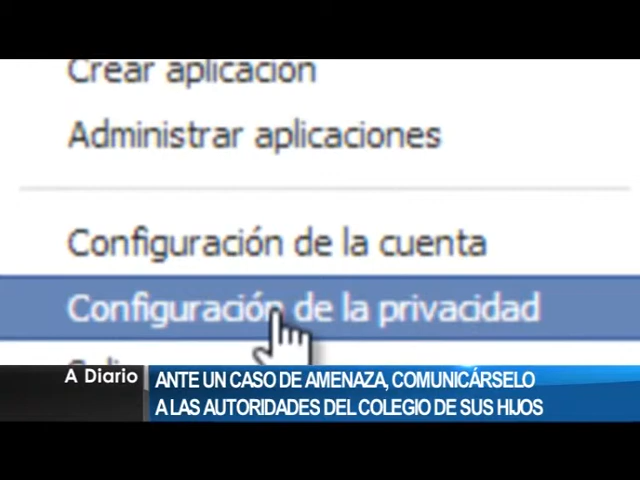 Crear aplicación
Administrar aplicaciones
Configuración de la cuenta
Configuración de la privacidad
A Diario
ANTE UN CASO DE AMENAZA, COMUNICÁRSELO
A LAS AUTORIDADES DEL COLEGIO DE SUS HIJOS